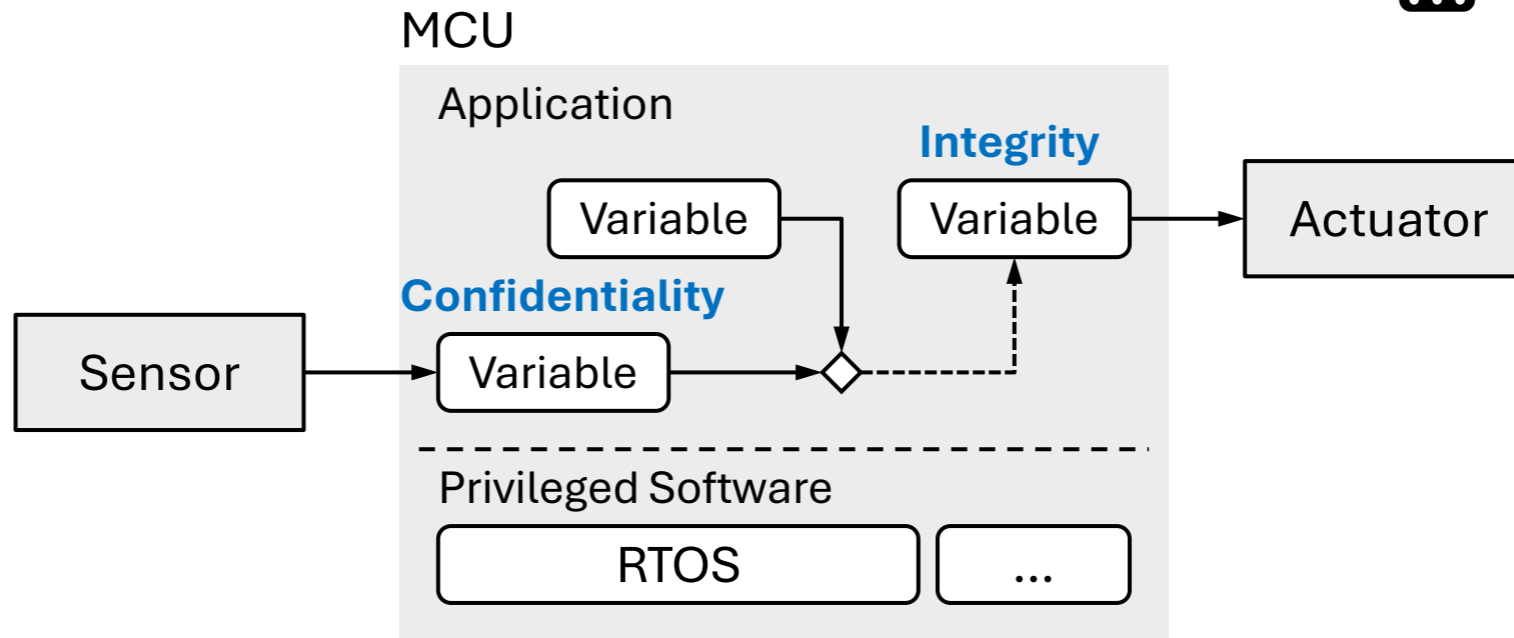 MCU
Application
Integrity
Variable
Variable
Actuator
Confidentiality
Sensor
Variable
Privileged Software
RTOS
...